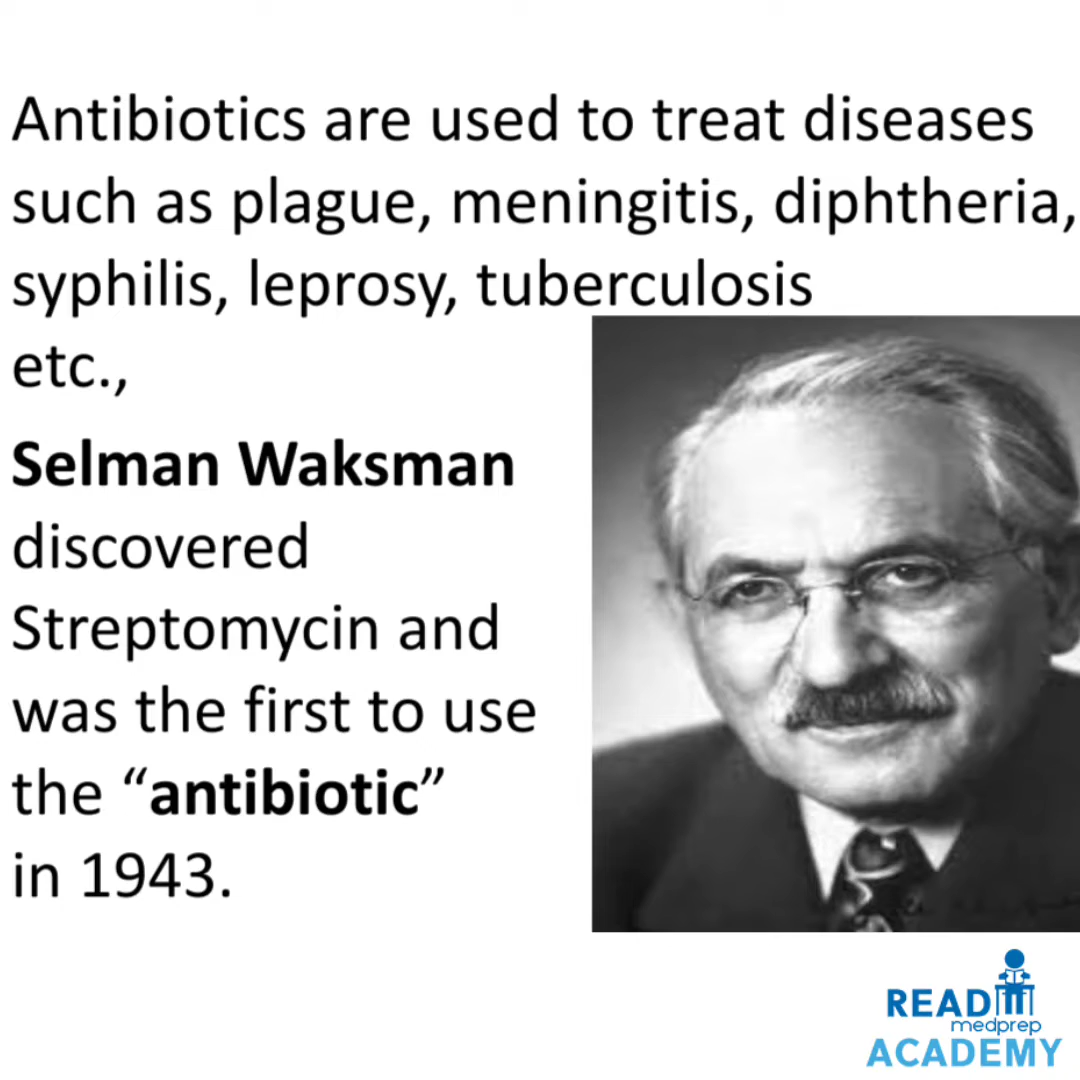 Antibiotics are used to treat diseases
such as plague, meningitis, diphtheria,
syphilis, leprosy, tuberculosis
etc.,
Selman Waksman
discovered
Streptomycin and
was the first to use
the “antibiotic”
in 1943.
READ
medprep
ACADEMY